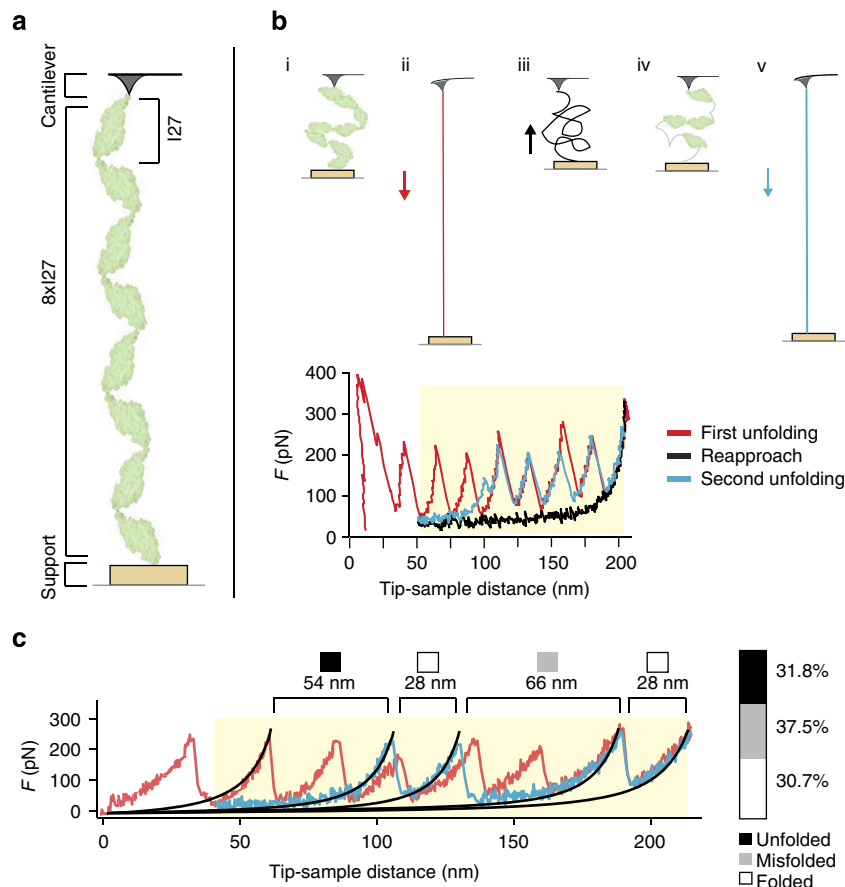 a
Cantilever
I27
8xI27
Support
b
i
ii
iii
iv
v
400
300
200
100
0
F (pN)
0
50
100
150
200
Tip-sample distance (nm)
First unfolding
Reapproach
Second unfolding
c
54 nm
28 nm
66 nm
28 nm
300
200
100
0
F (pN)
0
50
100
150
200
Tip-sample distance (nm)
31.8%
37.5%
30.7%
Unfolded
Misfolded
Folded